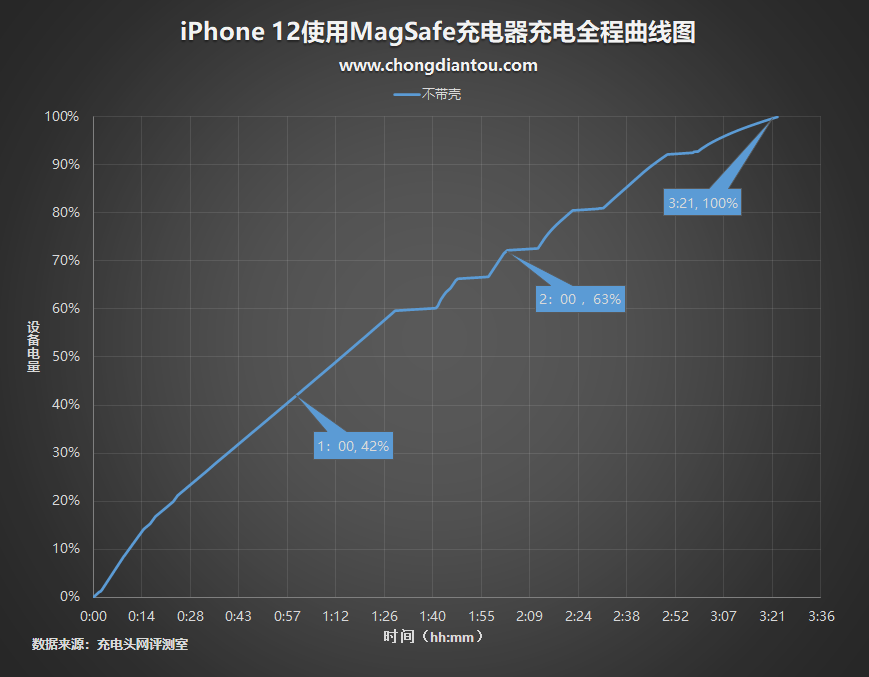 iPhone 12使用MagSafe充电器充电全程曲线图
www.chongdiantou.com
不带壳
100%
90%
80%
70%
60%
50%
40%
30%
20%
10%
0%
设备电量
3:21, 100%
2：00 ，63%
1：00, 42%
0:00 0:14 0:28 0:43 0:57 1:12 1:26 1:40 1:55 2:09 2:24 2:38 2:52 3:07 3:21 3:36
时间（hh:mm）
数据来源：充电头网评测室